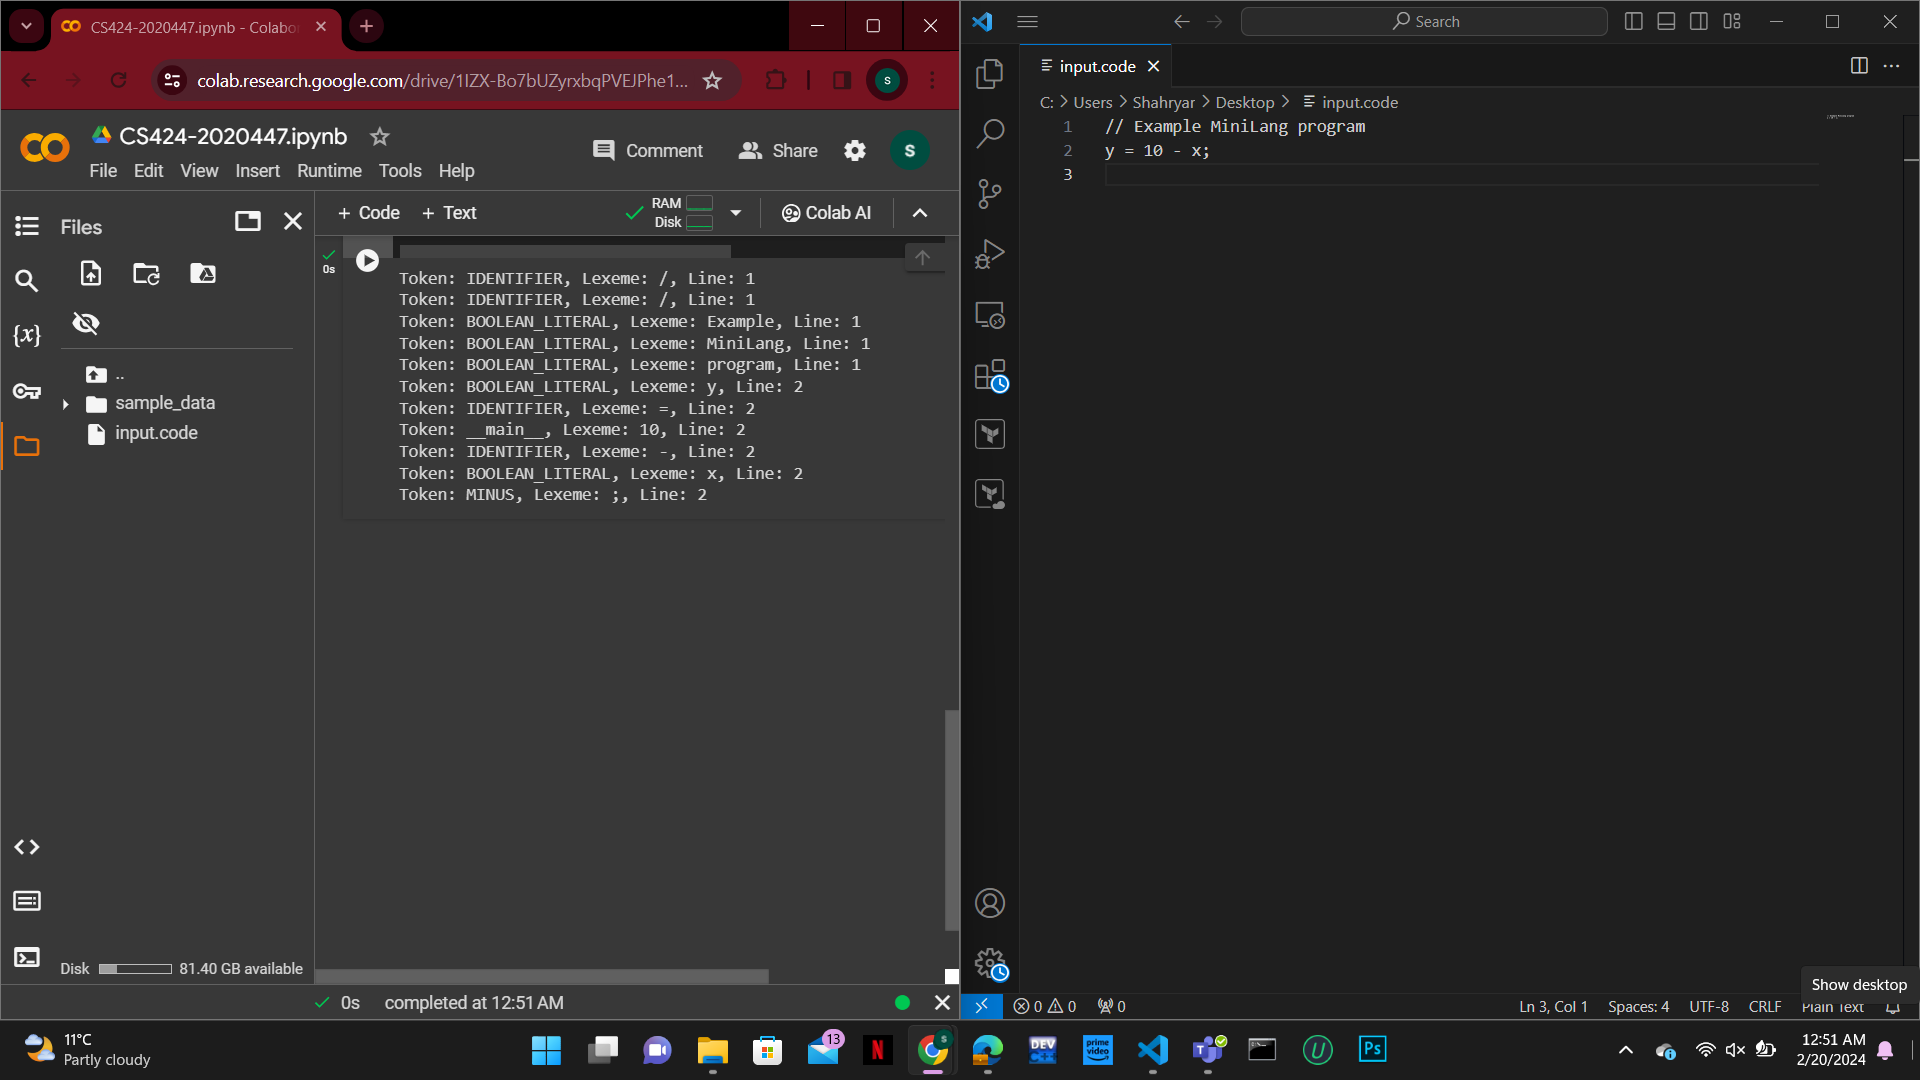 CS424-2020447.ipynb - Colabo
colab.research.google.com/drive/1IZX-Bo7bUZyrxbqPVEJPhe1...
S
CS424-2020447.ipynb
Comment
Share
S
File Edit View Insert Runtime Tools Help
Files
+ Code + Text
RAM
Disk
Colab AI
0s
Token: IDENTIFIER, Lexeme: /, Line: 1
Token: IDENTIFIER, Lexeme: /, Line: 1
Token: BOOLEAN_LITERAL, Lexeme: Example, Line: 1
Token: BOOLEAN_LITERAL, Lexeme: MiniLang, Line: 1
Token: BOOLEAN_LITERAL, Lexeme: program, Line: 1
Token: BOOLEAN_LITERAL, Lexeme: y, Line: 2
Token: IDENTIFIER, Lexeme: =, Line: 2
Token: __main__, Lexeme: 10, Line: 2
Token: IDENTIFIER, Lexeme: -, Line: 2
Token: BOOLEAN_LITERAL, Lexeme: x, Line: 2
Token: MINUS, Lexeme: ;, Line: 2
{x}
..
sample_data
input.code
Disk 81.40 GB available
0s completed at 12:51 AM
Search
input.code
C: > Users > Shahryar > Desktop > input.code
1 // Example MiniLang program
2 y = 10 - x;
3
Show desktop
0 0 0
Ln 3, Col 1 Spaces: 4 UTF-8 CRLF Plain Text
11°C
Partly cloudy
13
N
S
DEV
C++
prime
video
U
Ps
12:51 AM
2/20/2024